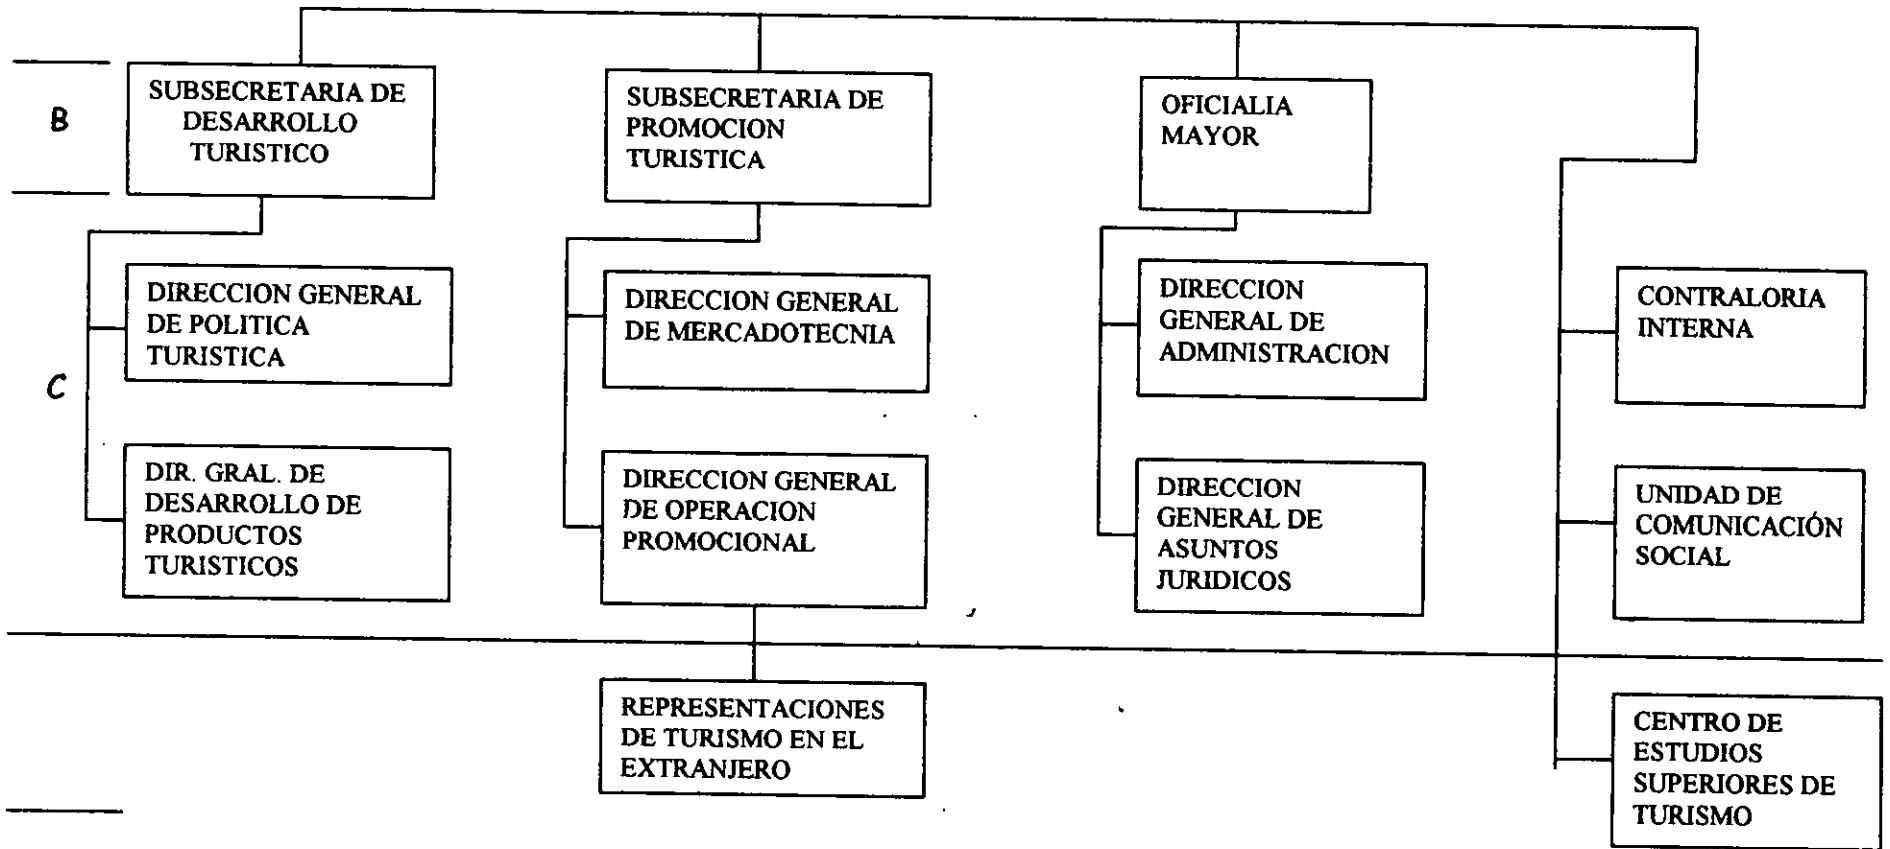 B
SUBSECRETARIA DE
DESARROLLO
TURISTICO
SUBSECRETARIA DE
PROMOCION
TURISTICA
OFICIALIA
MAYOR
C
DIRECCION GENERAL
DE POLITICA
TURISTICA
DIRECCION GENERAL
DE MERCADOTECNIA
DIRECCION
GENERAL DE
ADMINISTRACION
CONTRALORIA
INTERNA
DIR. GRAL. DE
DESARROLLO DE
PRODUCTOS
TURISTICOS
DIRECCION GENERAL
DE OPERACION
PROMOCIONAL
DIRECCION
GENERAL DE
ASUNTOS
JURIDICOS
UNIDAD DE
COMUNICACIÓN
SOCIAL
REPRESENTACIONES
DE TURISMO EN EL
EXTRANJERO
CENTRO DE
ESTUDIOS
SUPERIORES DE
TURISMO